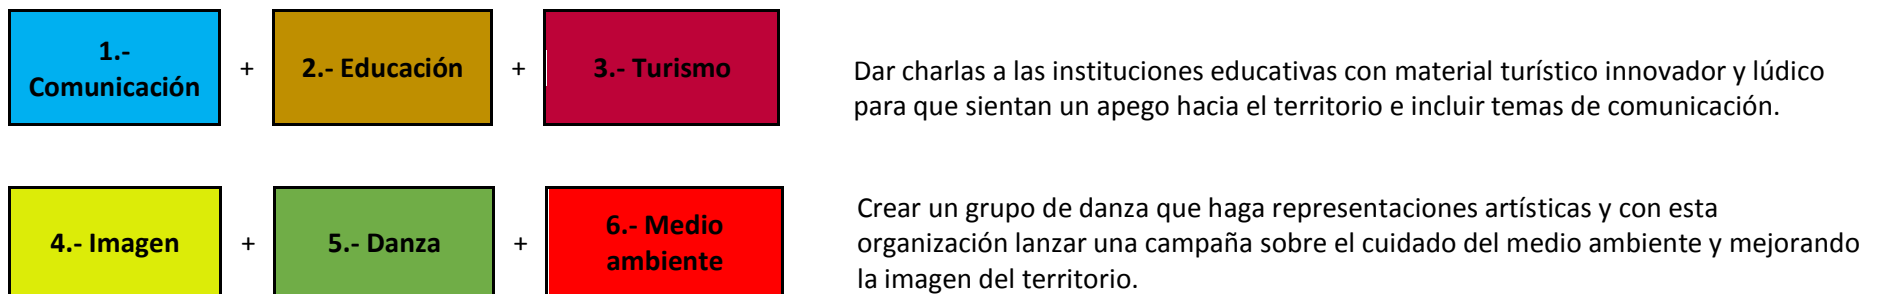 1.-
Comunicación
+
2.- Educación
+
3.- Turismo
Dar charlas a las instituciones educativas con material turístico innovador y lúdico
para que sientan un apego hacia el territorio e incluir temas de comunicación.
4.- Imagen
+
5.- Danza
+
6.- Medio
ambiente
Crear un grupo de danza que haga representaciones artísticas y con esta
organización lanzar una campaña sobre el cuidado del medio ambiente y mejorando
la imagen del territorio.